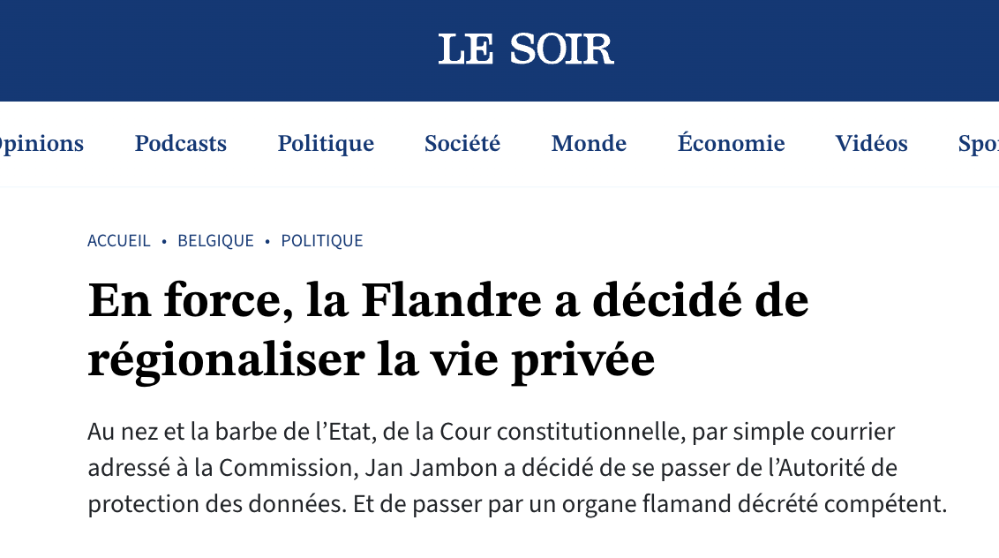 LE SOIR
Opinions Podcasts Politique Société Monde Économie Vidéos
ACCUEIL • BELGIQUE • POLITIQUE
En force, la Flandre a décidé de
régionaliser la vie privée
Au nez et la barbe de l’Etat, de la Cour constitutionnelle, par simple courrier
adressé à la Commission, Jan Jambon a décidé de se passer de l’Autorité de
protection des données. Et de passer par un organe flamand décrété compétent.